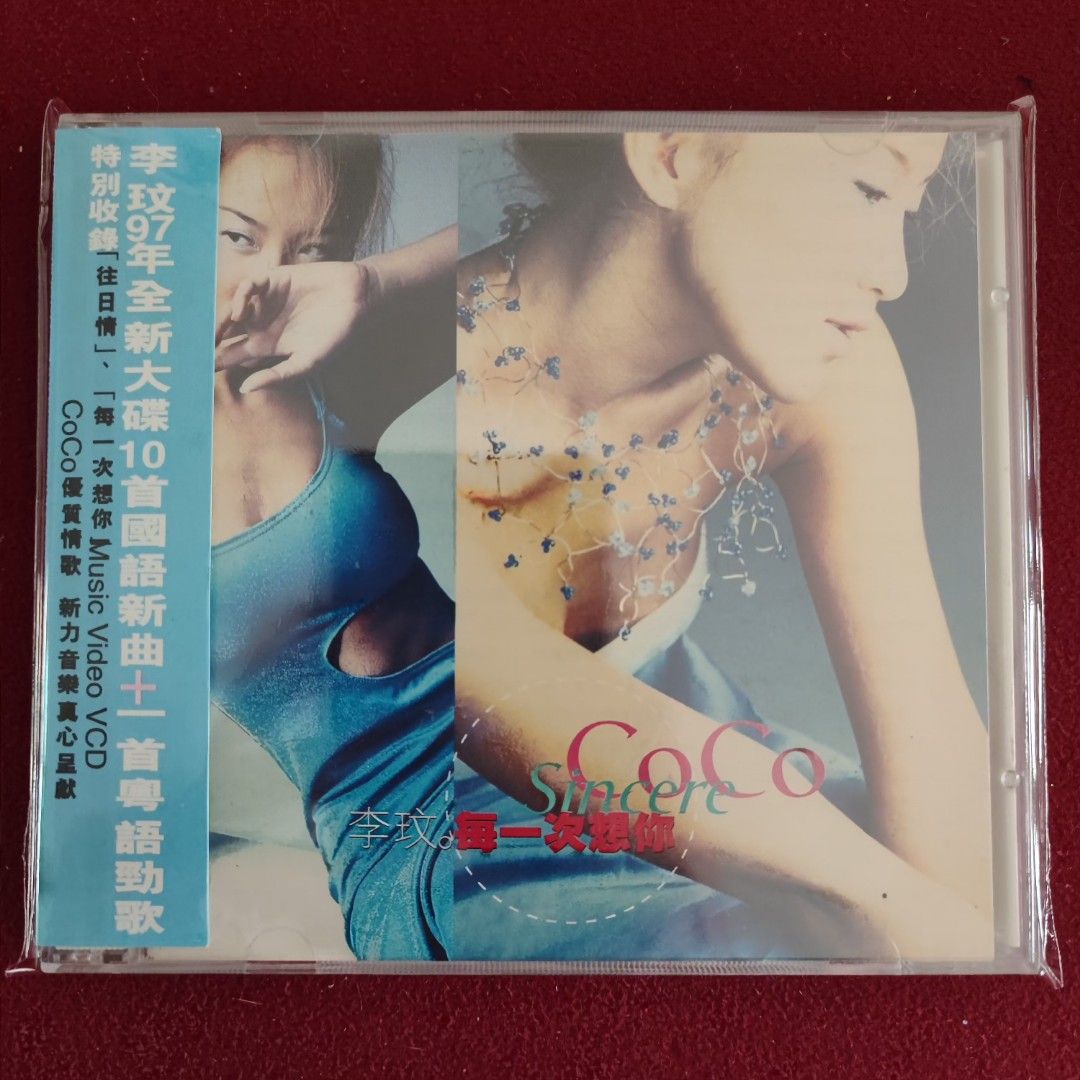 李玟97年全新大碟10首國語新曲十一首粵語勁歌
特別收錄「往日情」、「每一次想你」Music Video VCD
CoCo優質情歌 新力音樂真心呈獻
CoCo
Sincere
李玟。每一次想你